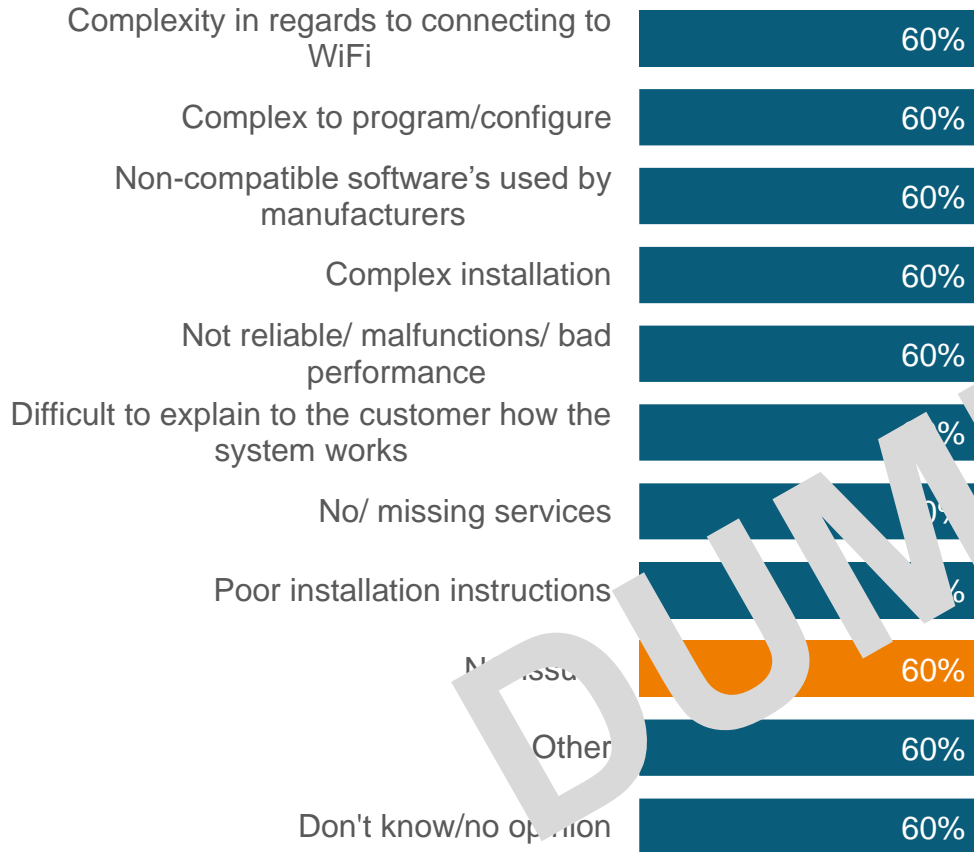 Complexity in regards to connecting to
WiFi
60%
Complex to program/configure
60%
Non-compatible software's used by
manufacturers
60%
Complex installation
60%
Not reliable/ malfunctions/ bad
performance
60%
Difficult to explain to the customer how the
system works
No/ missing services
Poor installation instructions
60%
Other
60%
Don't know/no opinion
60%